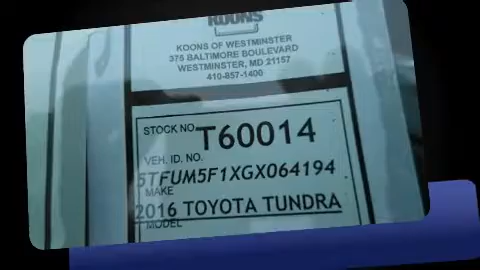 KOONS
KOONS OF WESTMINSTER
375 BALTIMORE BOULEVARD
WESTMINSTER, MD 21157
410-857-1400
STOCK NO T60014
VEH. ID. NO.
5TFUM5F1XGX064194
MAKE
2016 TOYOTA TUNDRA
MODEL